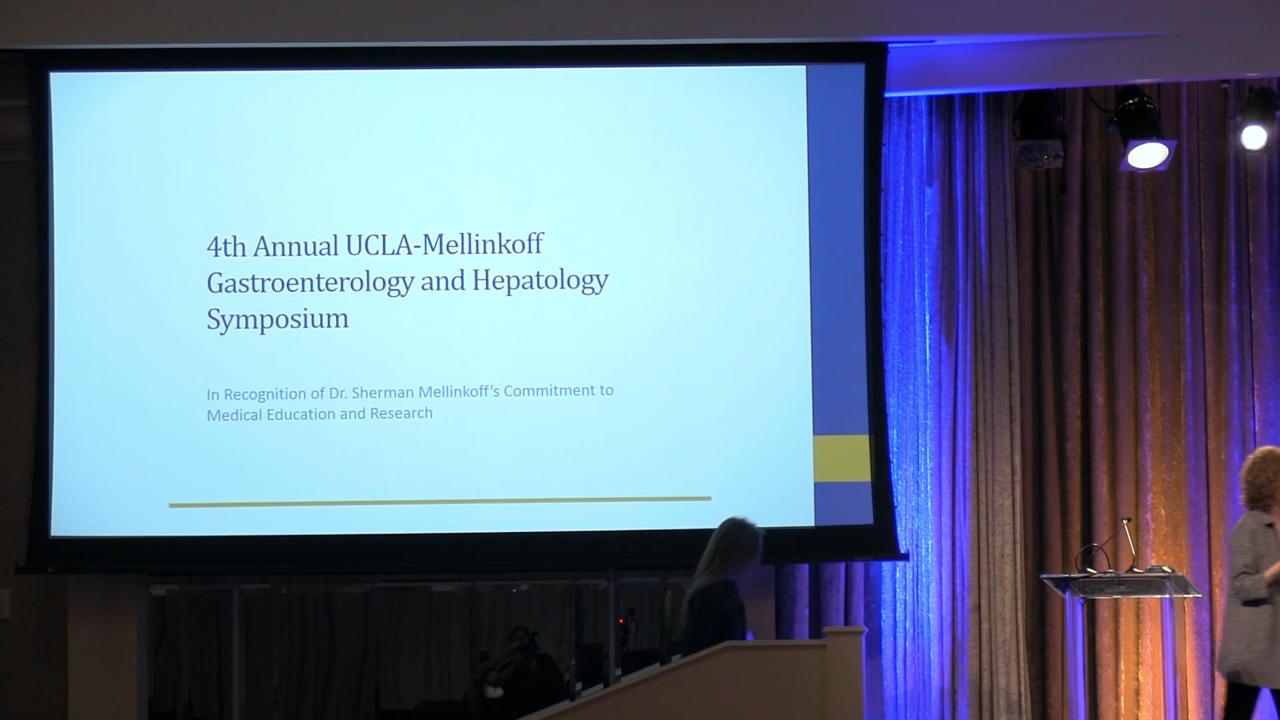 4th Annual UCLA-Mellinkoff
Gastroenterology and Hepatology
Symposium
In Recognition of Dr. Sherman Mellinkoff’s Commitment to
Medical Education and Research